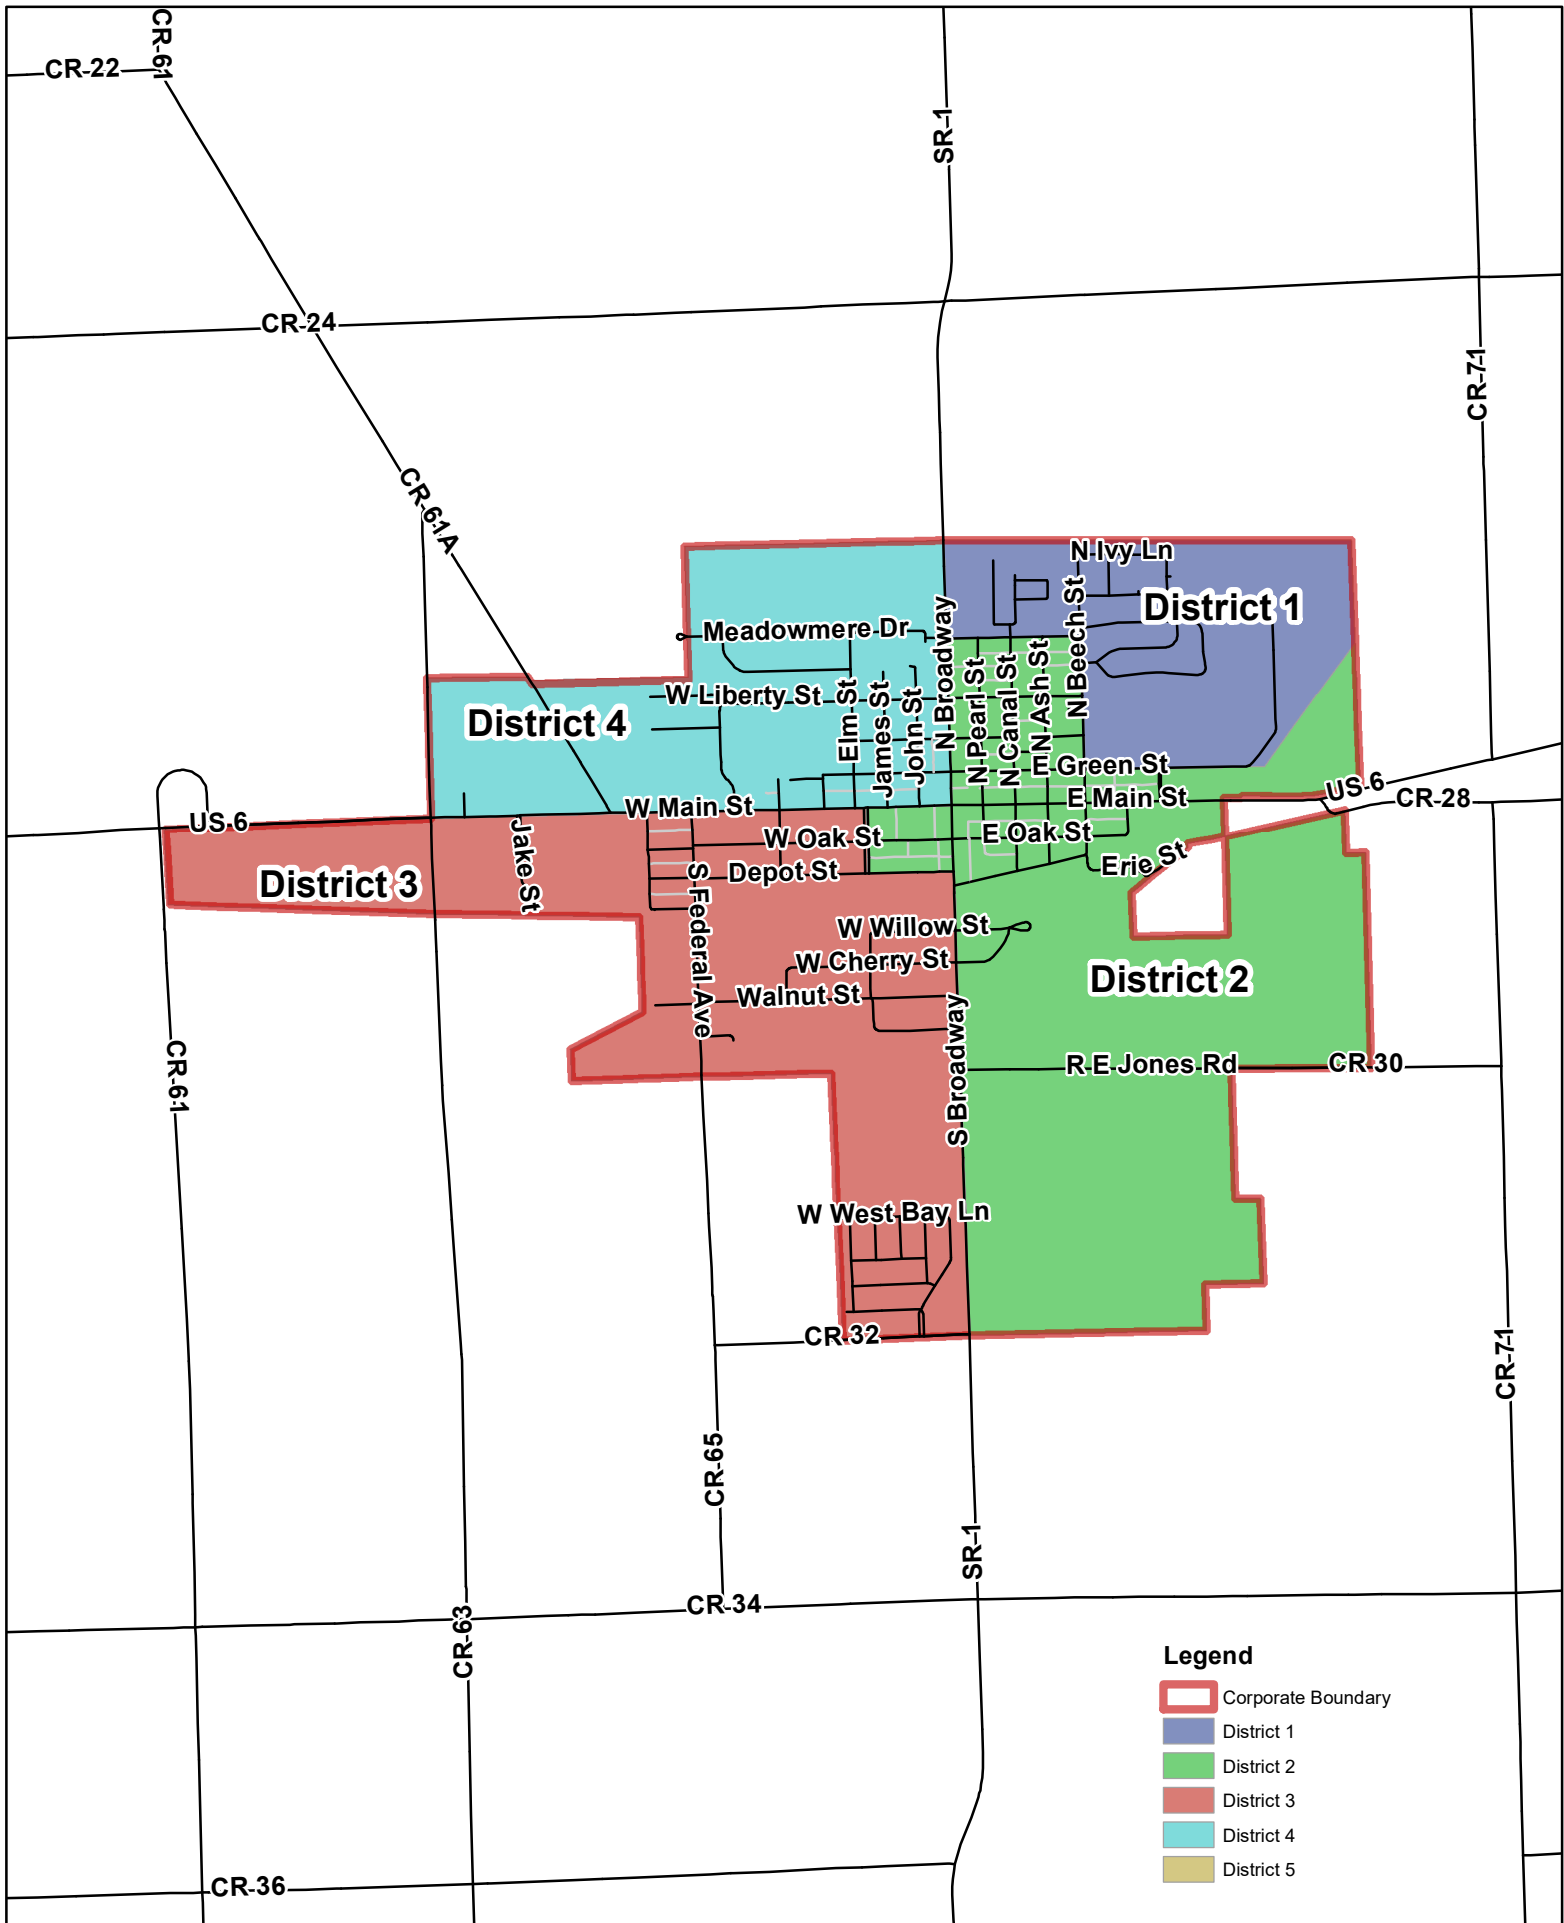 CR-61
CR-22
SR-1
CR-24
CR-71
CR-61A
N Ivy Ln
District 1
N Beech St
Meadowmere Dr
N Broadway
W Liberty St
District 4
Elm St
James St
John St
N Pearl St
N Canal St
N Ash St
E Green St
US 6
CR-28
W Main St
E Main St
US 6
Jake St
W Oak St
E Oak St
Erie St
District 3
Depot St
S Federal Ave
W Willow St
W Cherry St
District 2
Walnut St
S Broadway
CR-61
R E Jones Rd
CR-30
W West Bay Ln
CR 32
CR-71
CR-65
SR-1
CR-34
CR-63
Legend
Corporate Boundary
District 1
District 2
District 3
District 4
District 5
CR-36